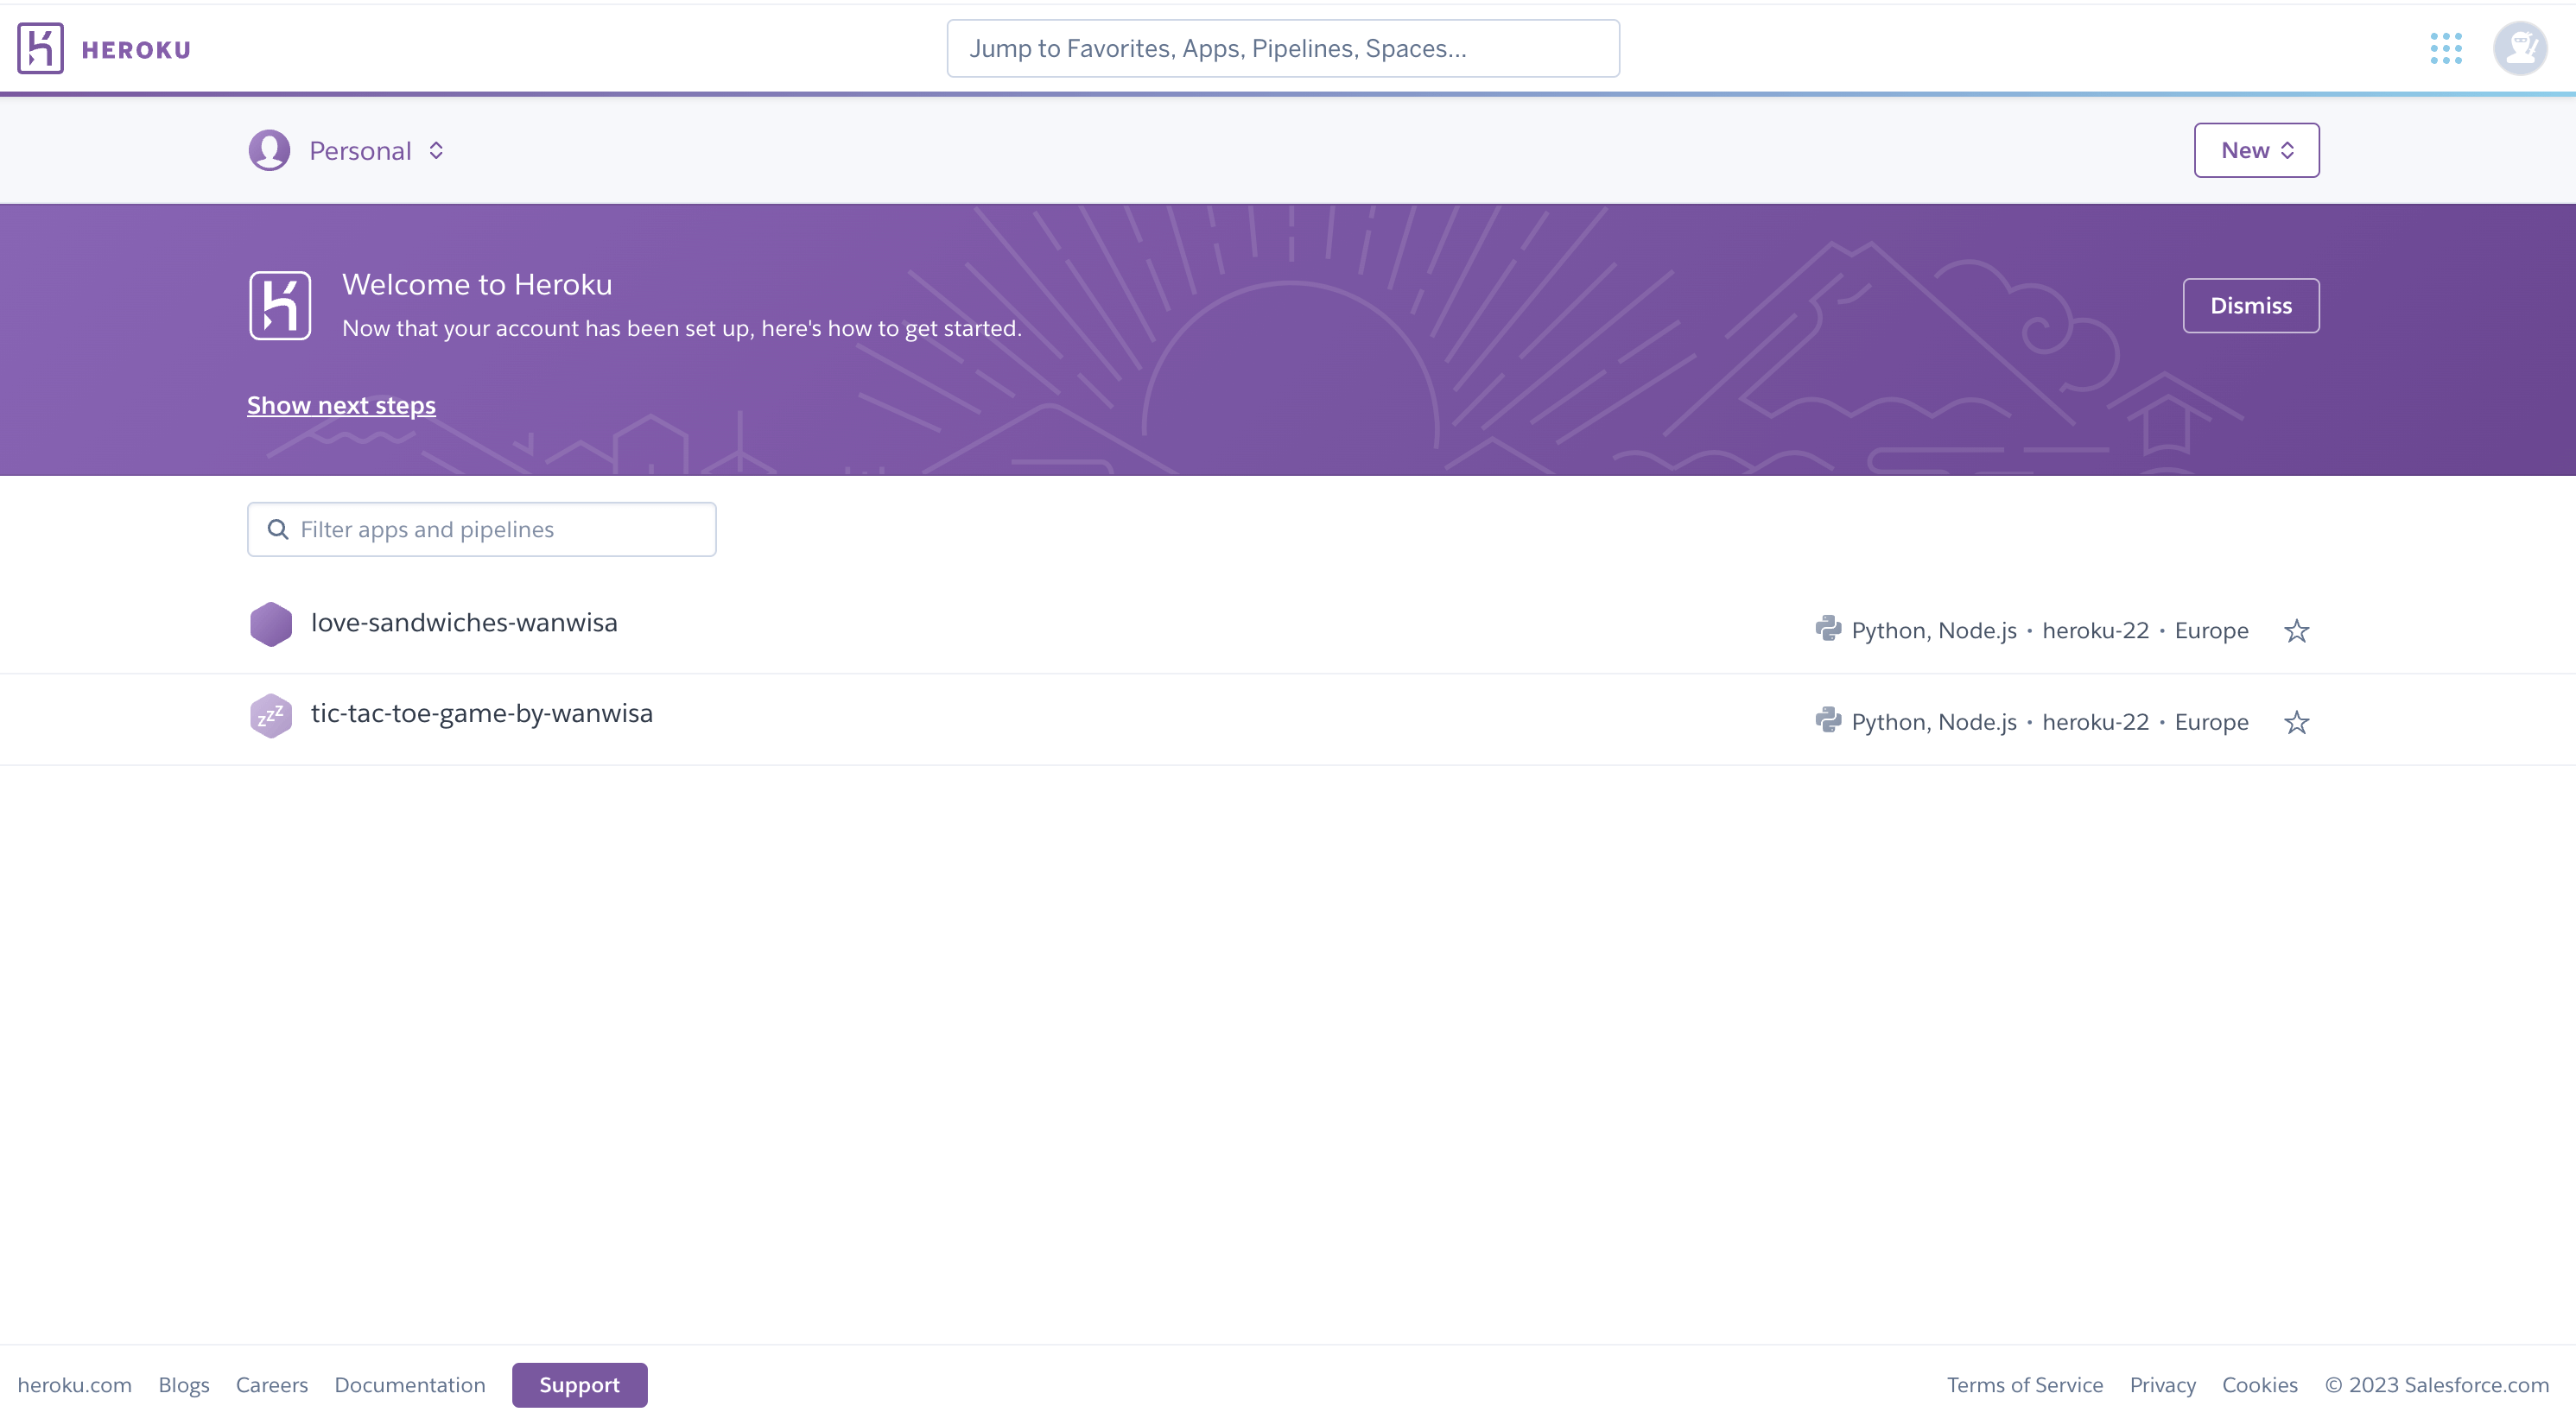 HEROKU
Jump to Favorites, Apps, Pipelines, Spaces...
Personal
New
Welcome to Heroku
Now that your account has been set up, here's how to get started.
Dismiss
Show next steps
Filter apps and pipelines
love-sandwiches-wanwisa
Python, Node.js • heroku-22 • Europe
zzz
tic-tac-toe-game-by-wanwisa
Python, Node.js • heroku-22 • Europe
heroku.com Blogs Careers Documentation Support
Terms of Service Privacy Cookies © 2023 Salesforce.com